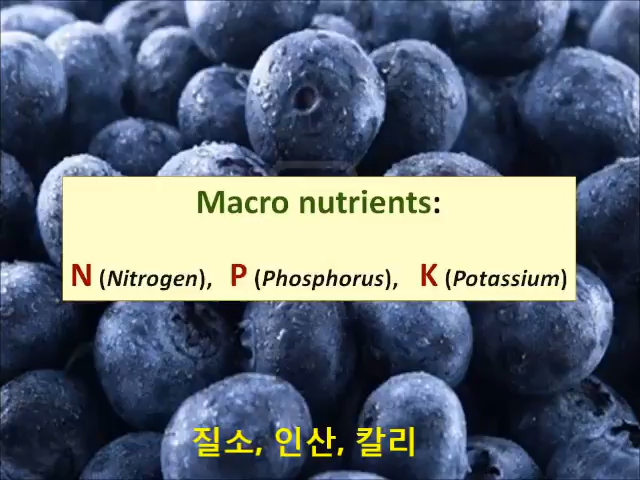 Macro nutrients:
N (Nitrogen), P (Phosphorus), K (Potassium)
질소, 인산, 칼리